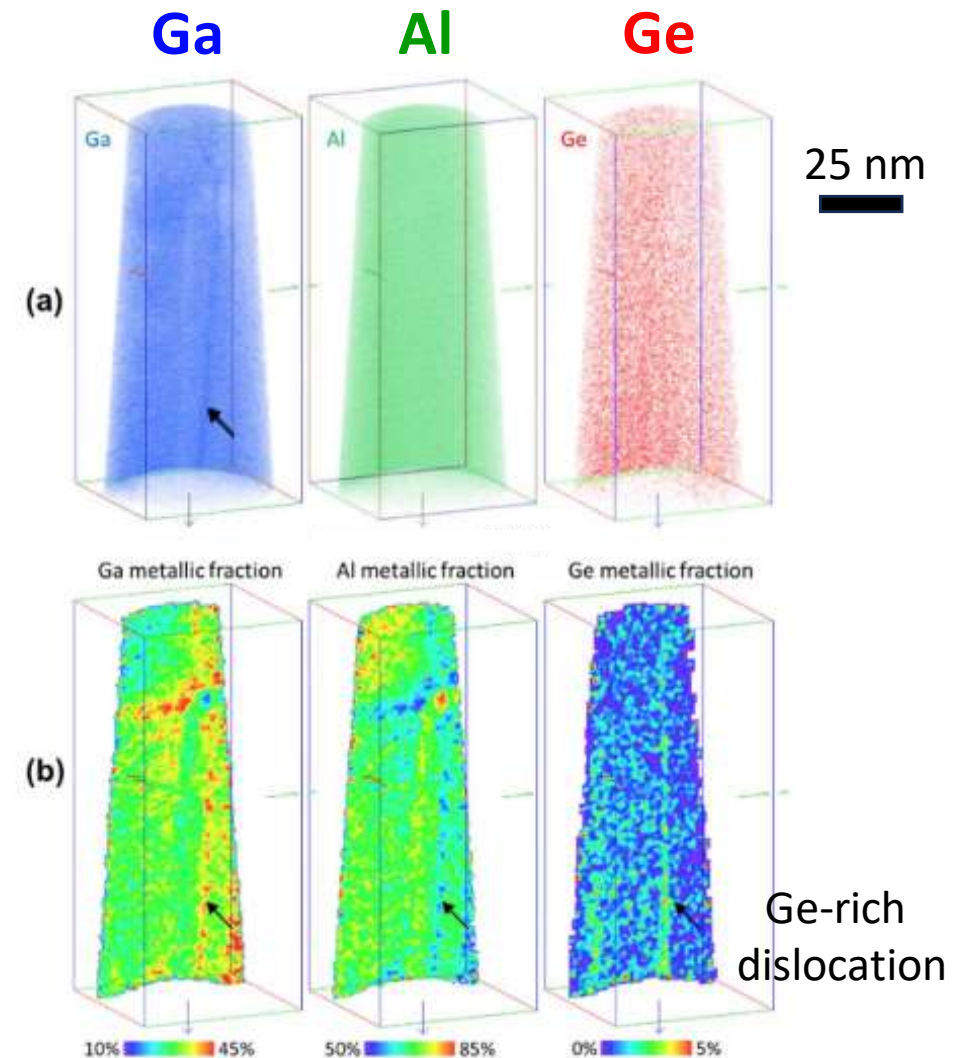 Ga Al Ge
Ga Al Ge
25 nm
(a)
Ga metallic fraction Al metallic fraction Ge metallic fraction
(b)
Ge-rich
dislocation
10% 45% 50% 85% 0% 5%